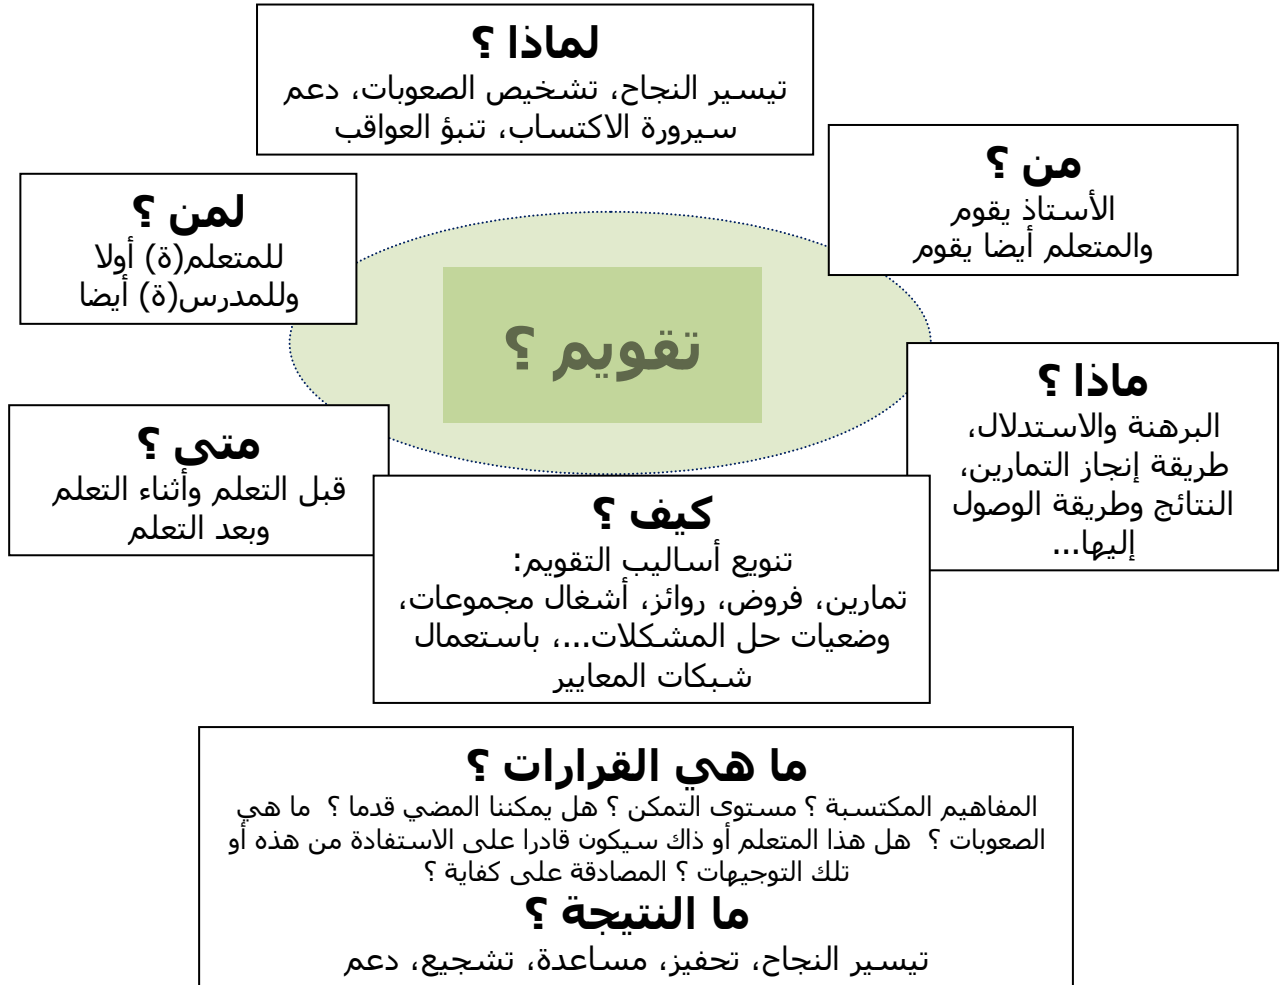 لماذا ؟
تيسير النجاح، تشخيص الصعوبات، دعم
سيرورة الاكتساب، تنبؤ العواقب
من ؟
الأستاذ يقوم
والمتعلم أيضا يقوم
لمن ؟
للمتعلم(ة) أولا
وللمدرس(ة) أيضا
تقويم ؟
ماذا ؟
البرهنة والاستدلال،
طريقة إنجاز التمارين،
النتائج وطريقة الوصول
إليها...
متى ؟
قبل التعلم وأثناء التعلم
وبعد التعلم
كيف ؟
تنويع أساليب التقويم:
تمارين، فروض، روائز، أشغال مجموعات،
وضعيات حل المشكلات...، باستعمال
شبكات المعايير
ما هي القرارات ؟
المفاهيم المكتسبة ؟ مستوى التمكن ؟ هل يمكننا المضي قدما ؟ ما هي
الصعوبات ؟ هل هذا المتعلم أو ذاك سيكون قادرا على الاستفادة من هذه أو
تلك التوجيهات ؟ المصادقة على كفاية ؟
ما النتيجة ؟
تيسير النجاح، تحفيز، مساعدة، تشجيع، دعم